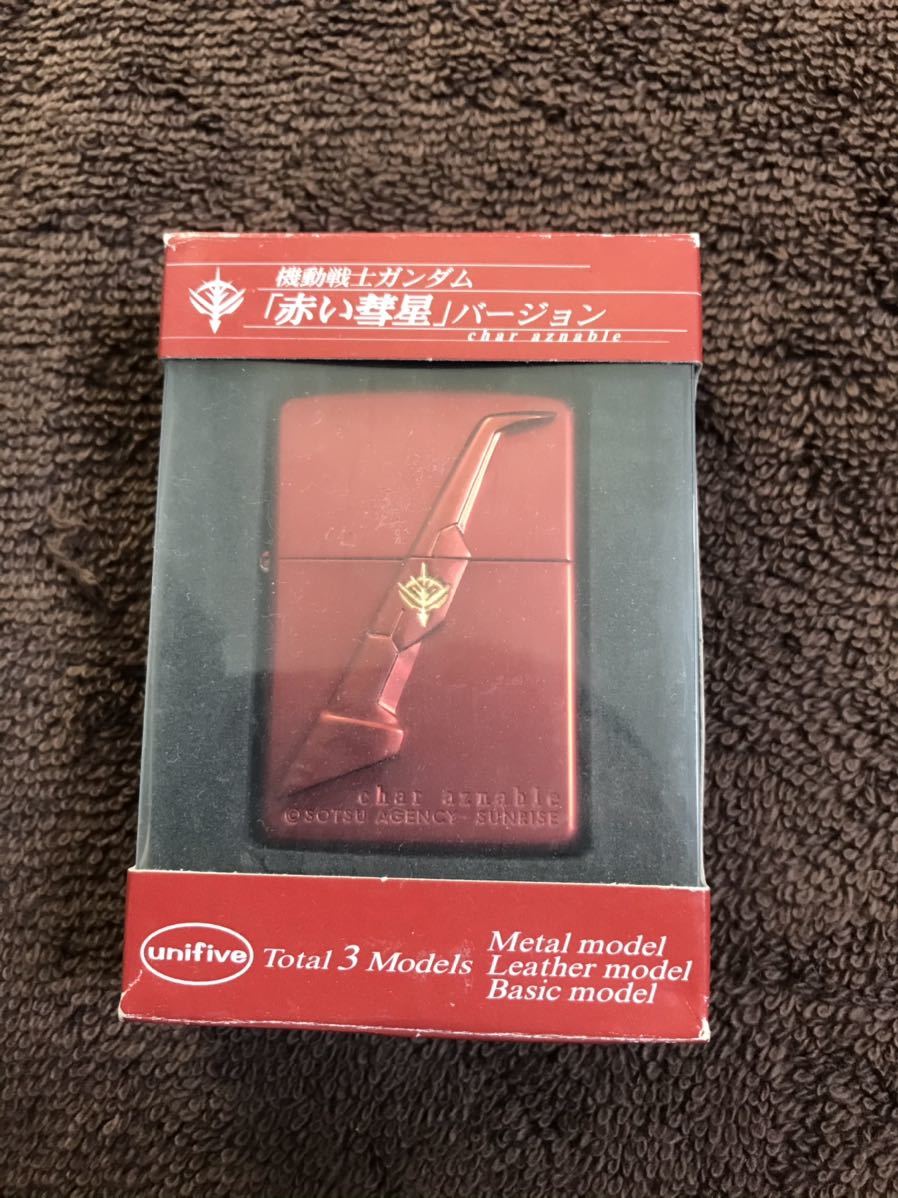 機動戦士ガンダム
「赤い彗星」バージョン
char aznable
char aznable
©SOTSU AGENCY・SUNRISE
unifive
Total 3 Models
Metal model
Leather model
Basic model